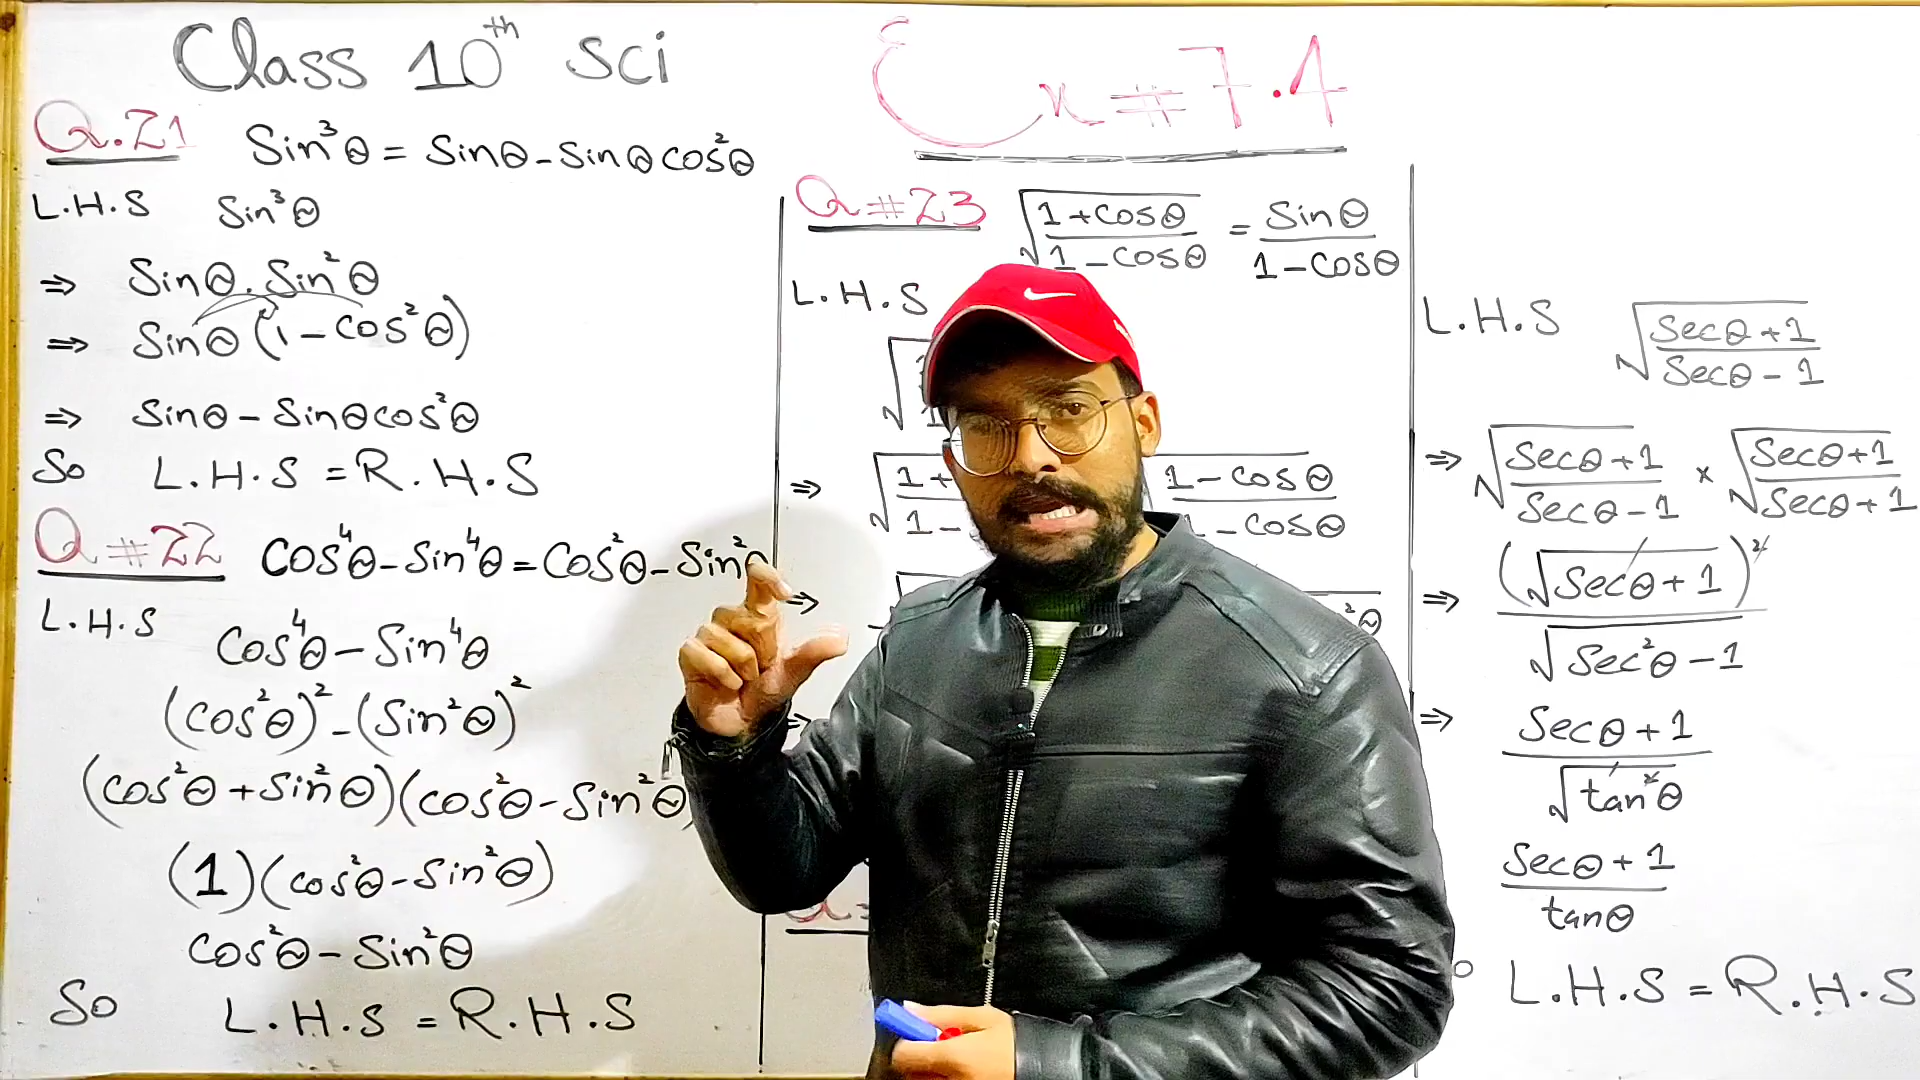 Class 10th Sci
Ex # 7.4
Q.21 Sin³θ = Sinθ - Sinθ cos²θ
L.H.S Sin³θ
⇒ Sinθ . Sin²θ
⇒ Sinθ (1 - cos²θ)
⇒ Sinθ - Sinθ cos²θ
So L.H.S = R.H.S
Q # 22 Cos⁴θ - Sin⁴θ = Cos²θ - Sin²θ
L.H.S
Cos⁴θ - Sin⁴θ
(cos²θ)² - (Sin²θ)²
(cos²θ + Sin²θ)(cos²θ - Sin²θ)
(1)(cos²θ - Sin²θ)
Cos²θ - Sin²θ
So L.H.S = R.H.S
Q # 23 √(1 + cosθ / 1 - cosθ) = Sinθ / 1 - cosθ
L.H.S
⇒ 1 - cosθ
⇒ ²θ
⇒
L.H.S √(Secθ + 1 / Secθ - 1)
⇒ √(Secθ + 1 / Secθ - 1) × √(Secθ + 1 / Secθ + 1)
⇒ (√Secθ + 1)² / √Sec²θ - 1
⇒ Secθ + 1 / √tan²θ
Secθ + 1 / tanθ
L.H.S = R.H.S